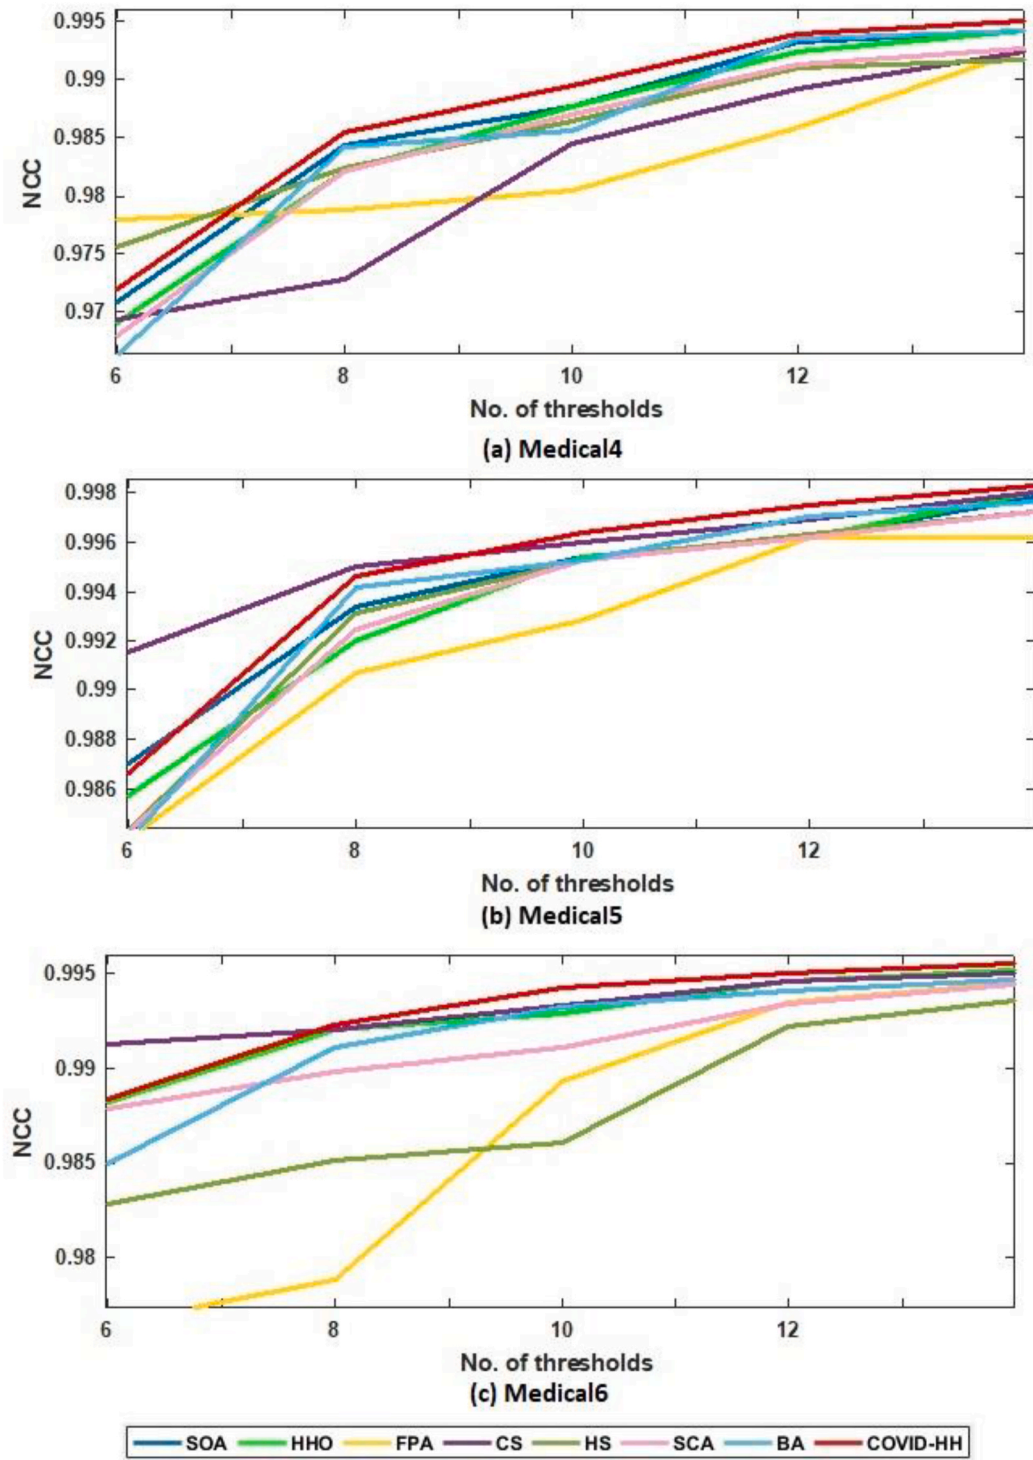 0.995
0.99
0.985
0.98
0.975
0.97
NCC
6 8 10 12
No. of thresholds
(a) Medical4
0.998
0.996
0.994
0.992
0.99
0.988
0.986
NCC
6 8 10 12
No. of thresholds
(b) Medical5
0.995
0.99
0.985
0.98
NCC
6 8 10 12
No. of thresholds
(c) Medical6
SOA HHO FPA CS HS SCA BA COVID-HH